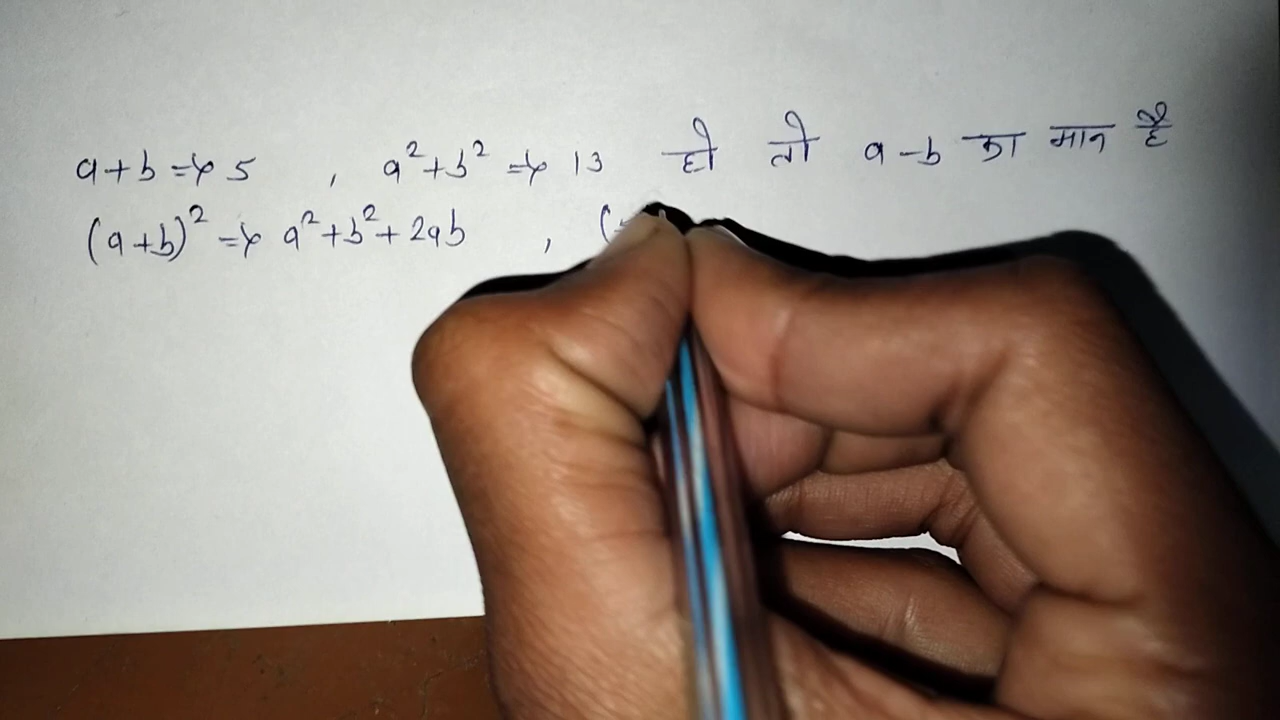 a+b => 5 , a²+b² => 13 हो तो a-b का मान है
(a+b)² => a²+b²+2ab , (